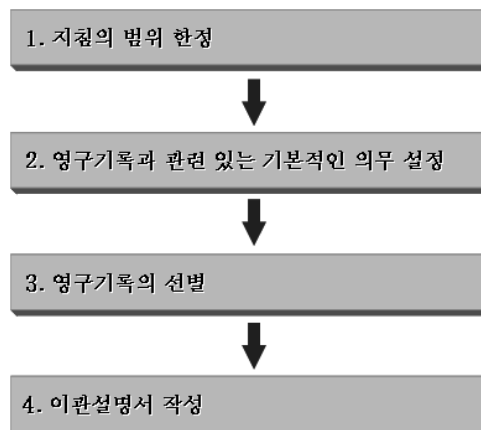 1. 지침의 범위 한정
2. 영구기록과 관련 있는 기본적인 의무 설정
3. 영구기록의 선별
4. 이관설명서 작성